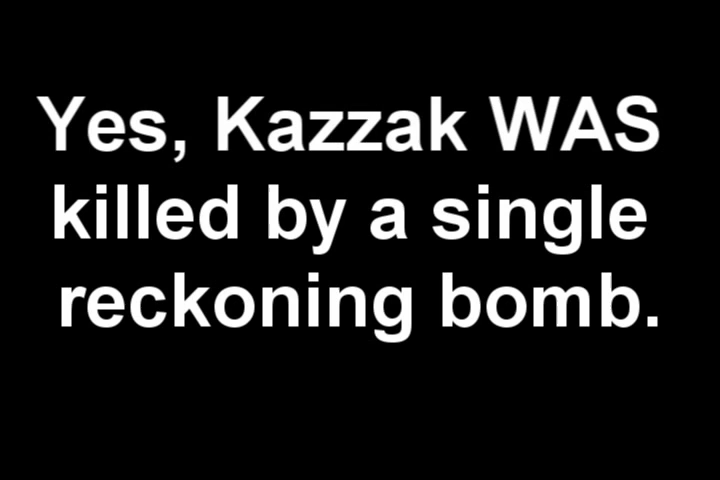 Yes, Kazzak WAS
killed by a single
reckoning bomb.